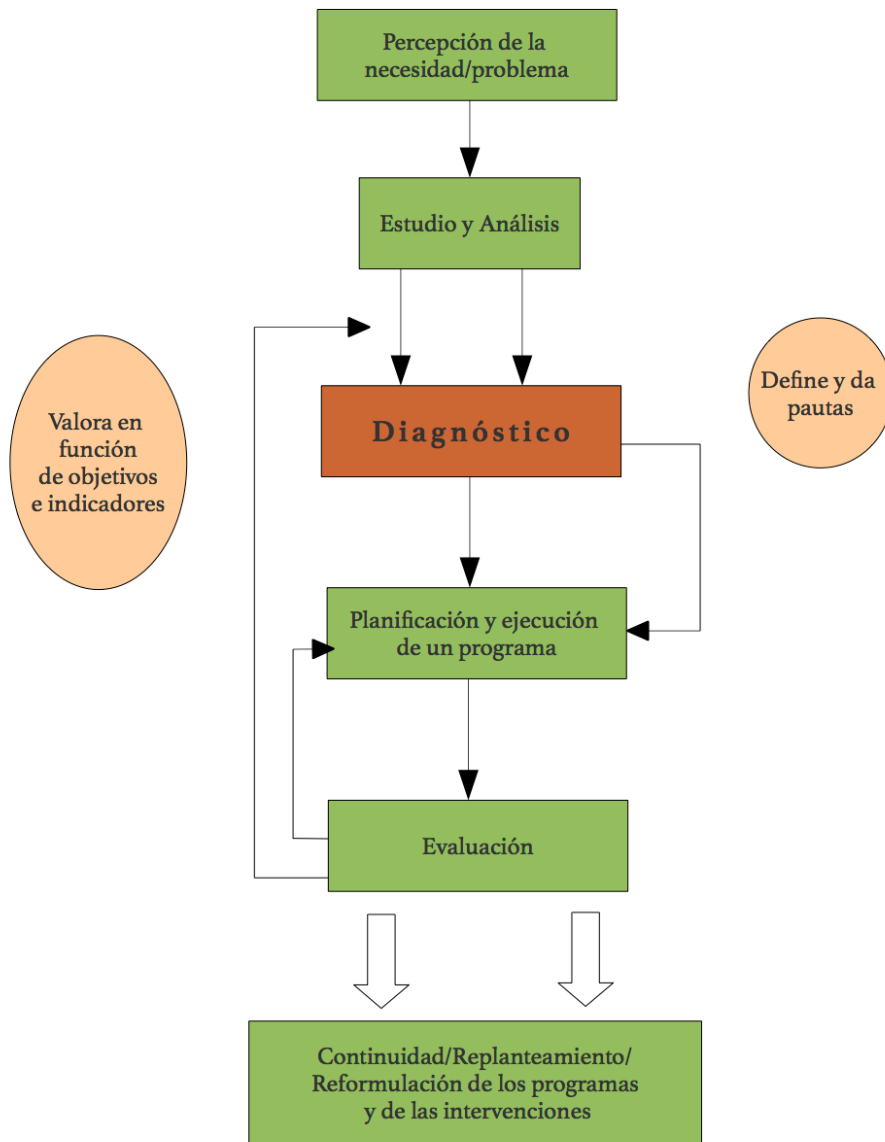 Percepción de la
necesidad/problema
Estudio y Análisis
Define y da
pautas
Diagnóstico
Valora en
función
de objetivos
e indicadores
Planificación y ejecución
de un programa
Evaluación
Continuidad/Replanteamiento/
Reformulación de los programas
y de las intervenciones